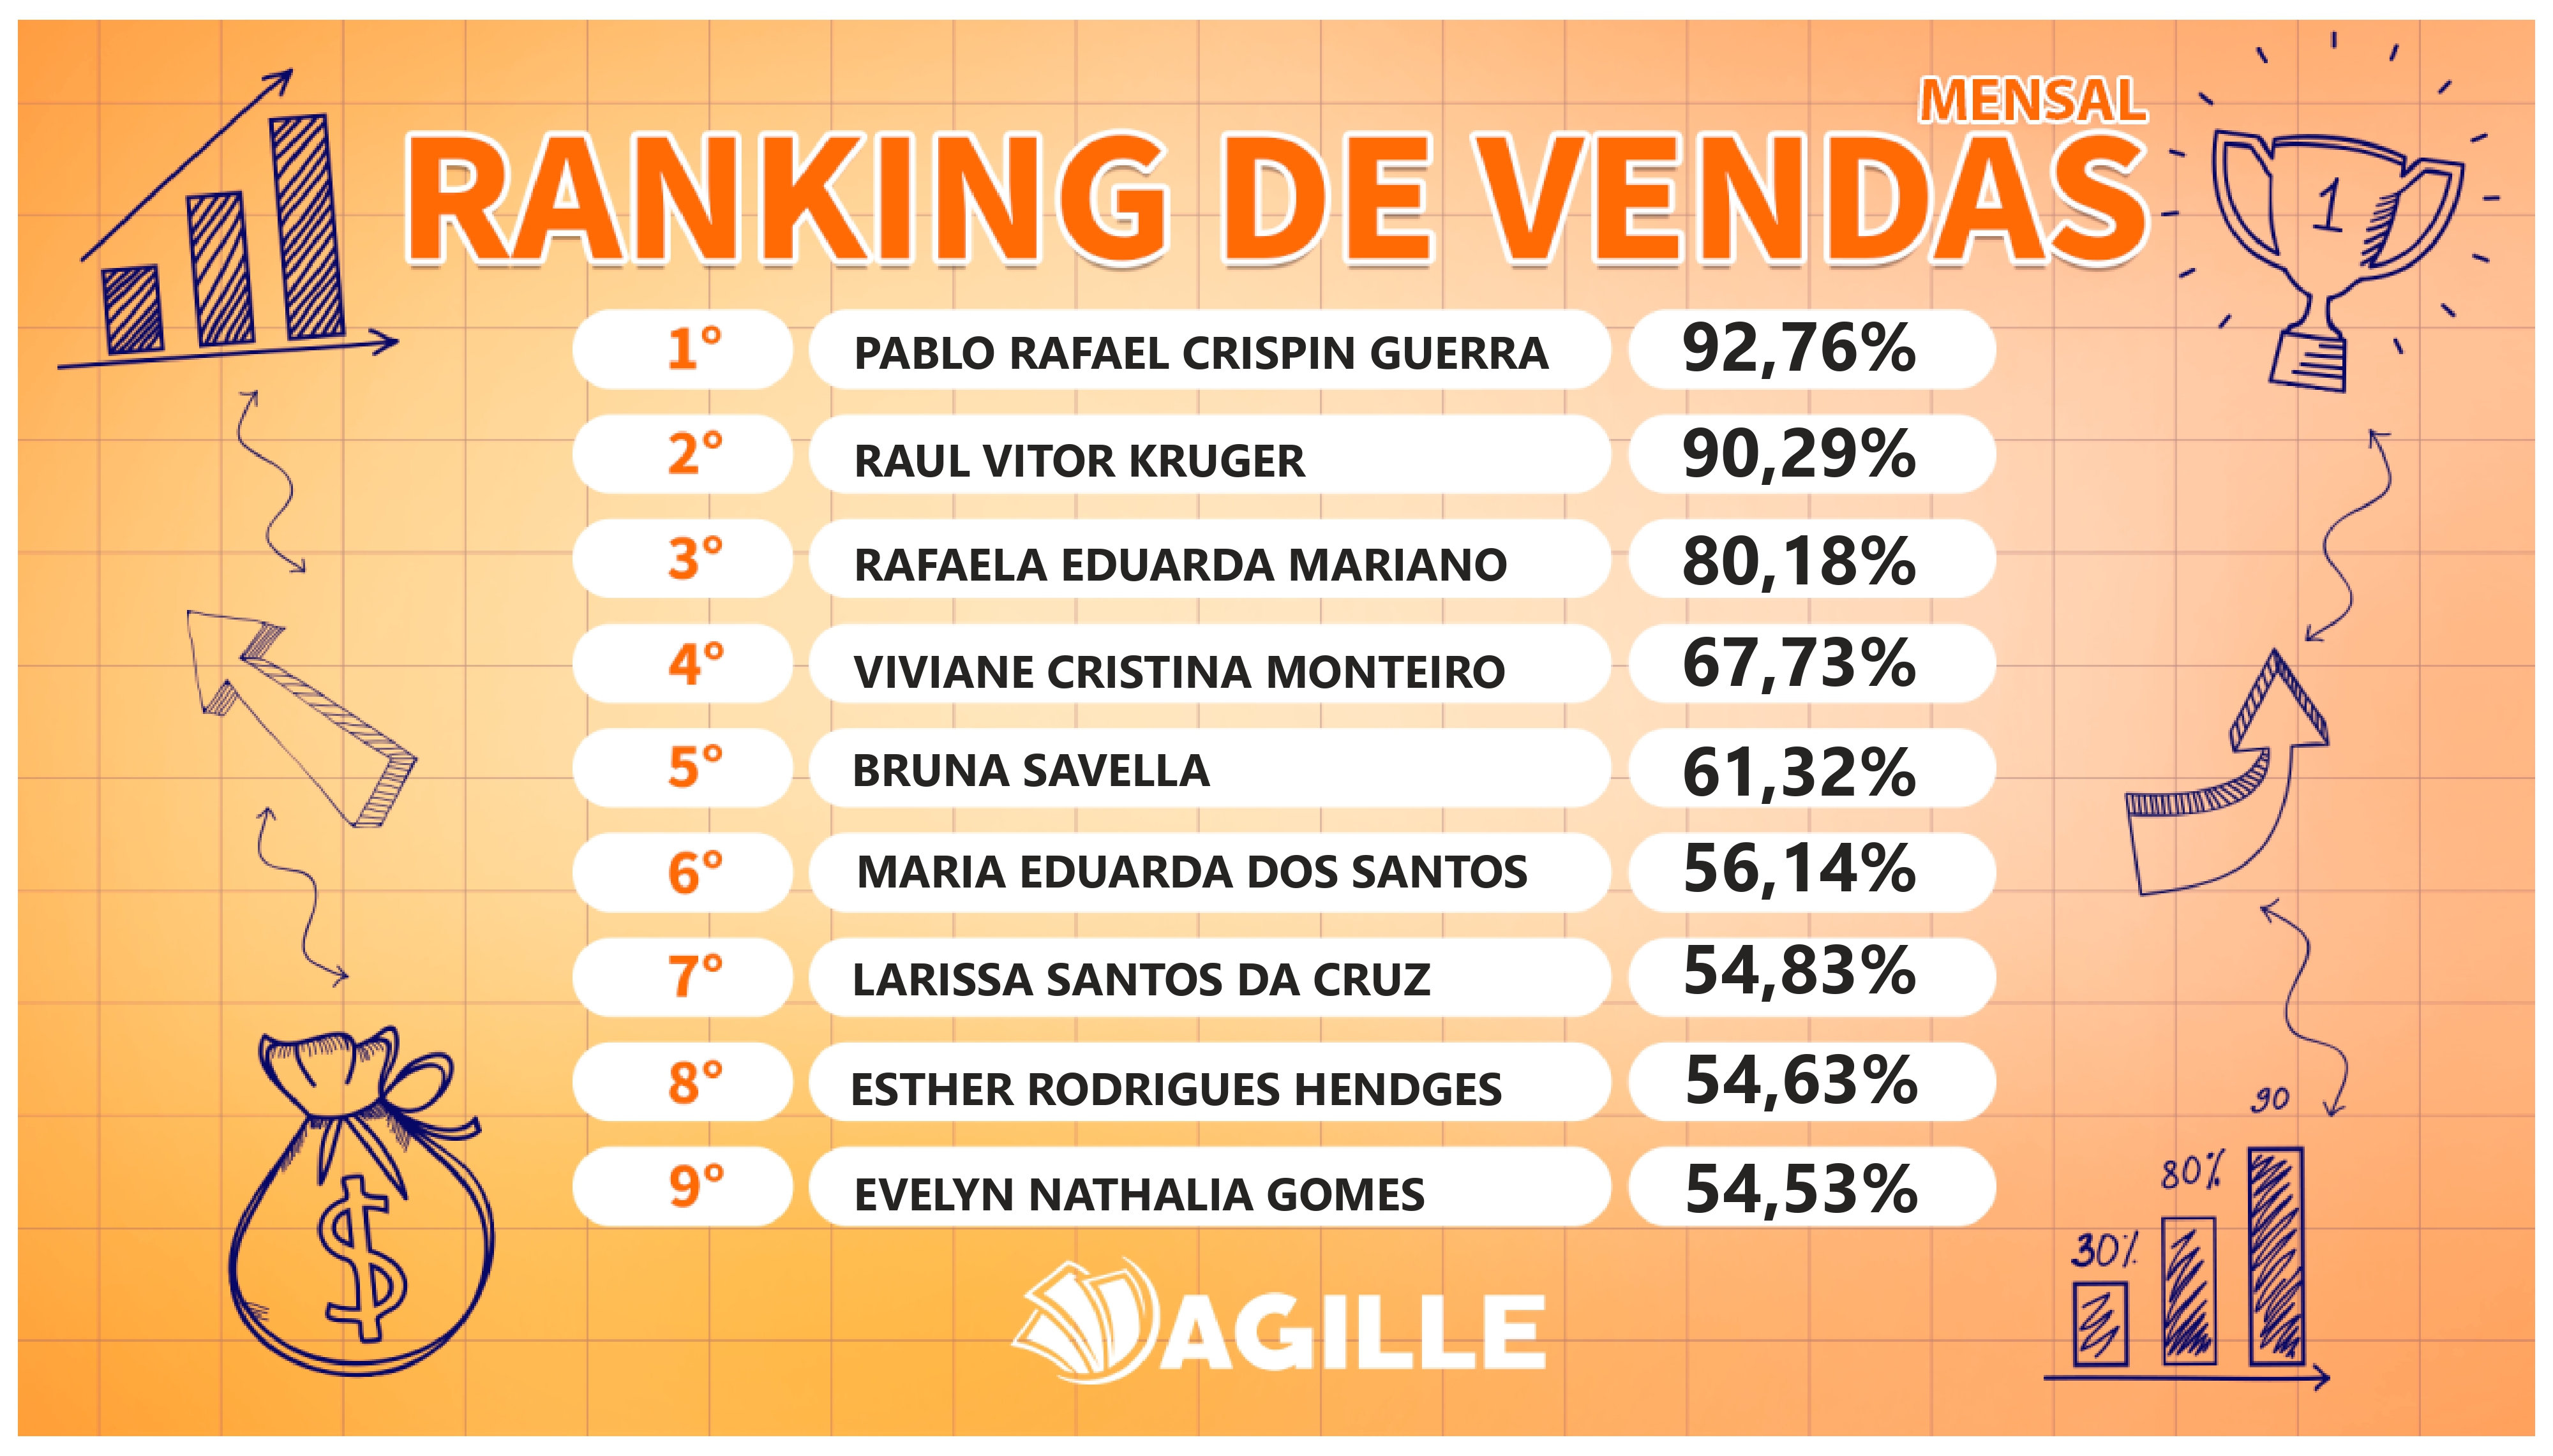 MENSAL
RANKING DE VENDAS
1
1° PABLO RAFAEL CRISPIN GUERRA 92,76%
2° RAUL VITOR KRUGER 90,29%
3° RAFAELA EDUARDA MARIANO 80,18%
4° VIVIANE CRISTINA MONTEIRO 67,73%
5° BRUNA SAVELLA 61,32%
6° MARIA EDUARDA DOS SANTOS 56,14%
7° LARISSA SANTOS DA CRUZ 54,83%
8° ESTHER RODRIGUES HENDGES 54,63%
9° EVELYN NATHALIA GOMES 54,53%
$
30% 80% 90
AGILLE